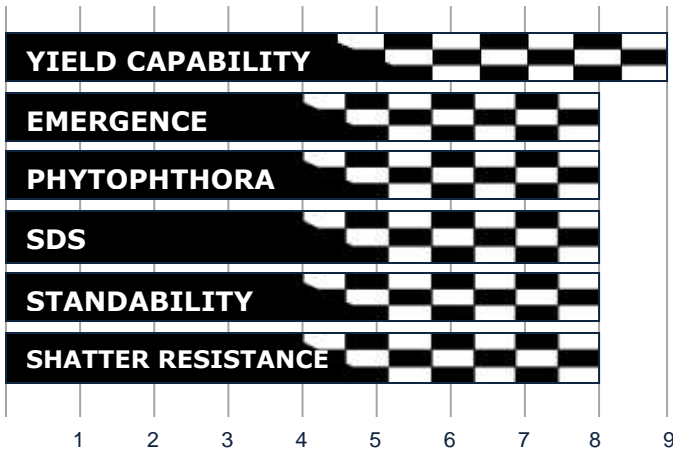 YIELD CAPABILITY
EMERGENCE
PHYTOPHTHORA
SDS
STANDABILITY
SHATTER RESISTANCE
1 2 3 4 5 6 7 8 9